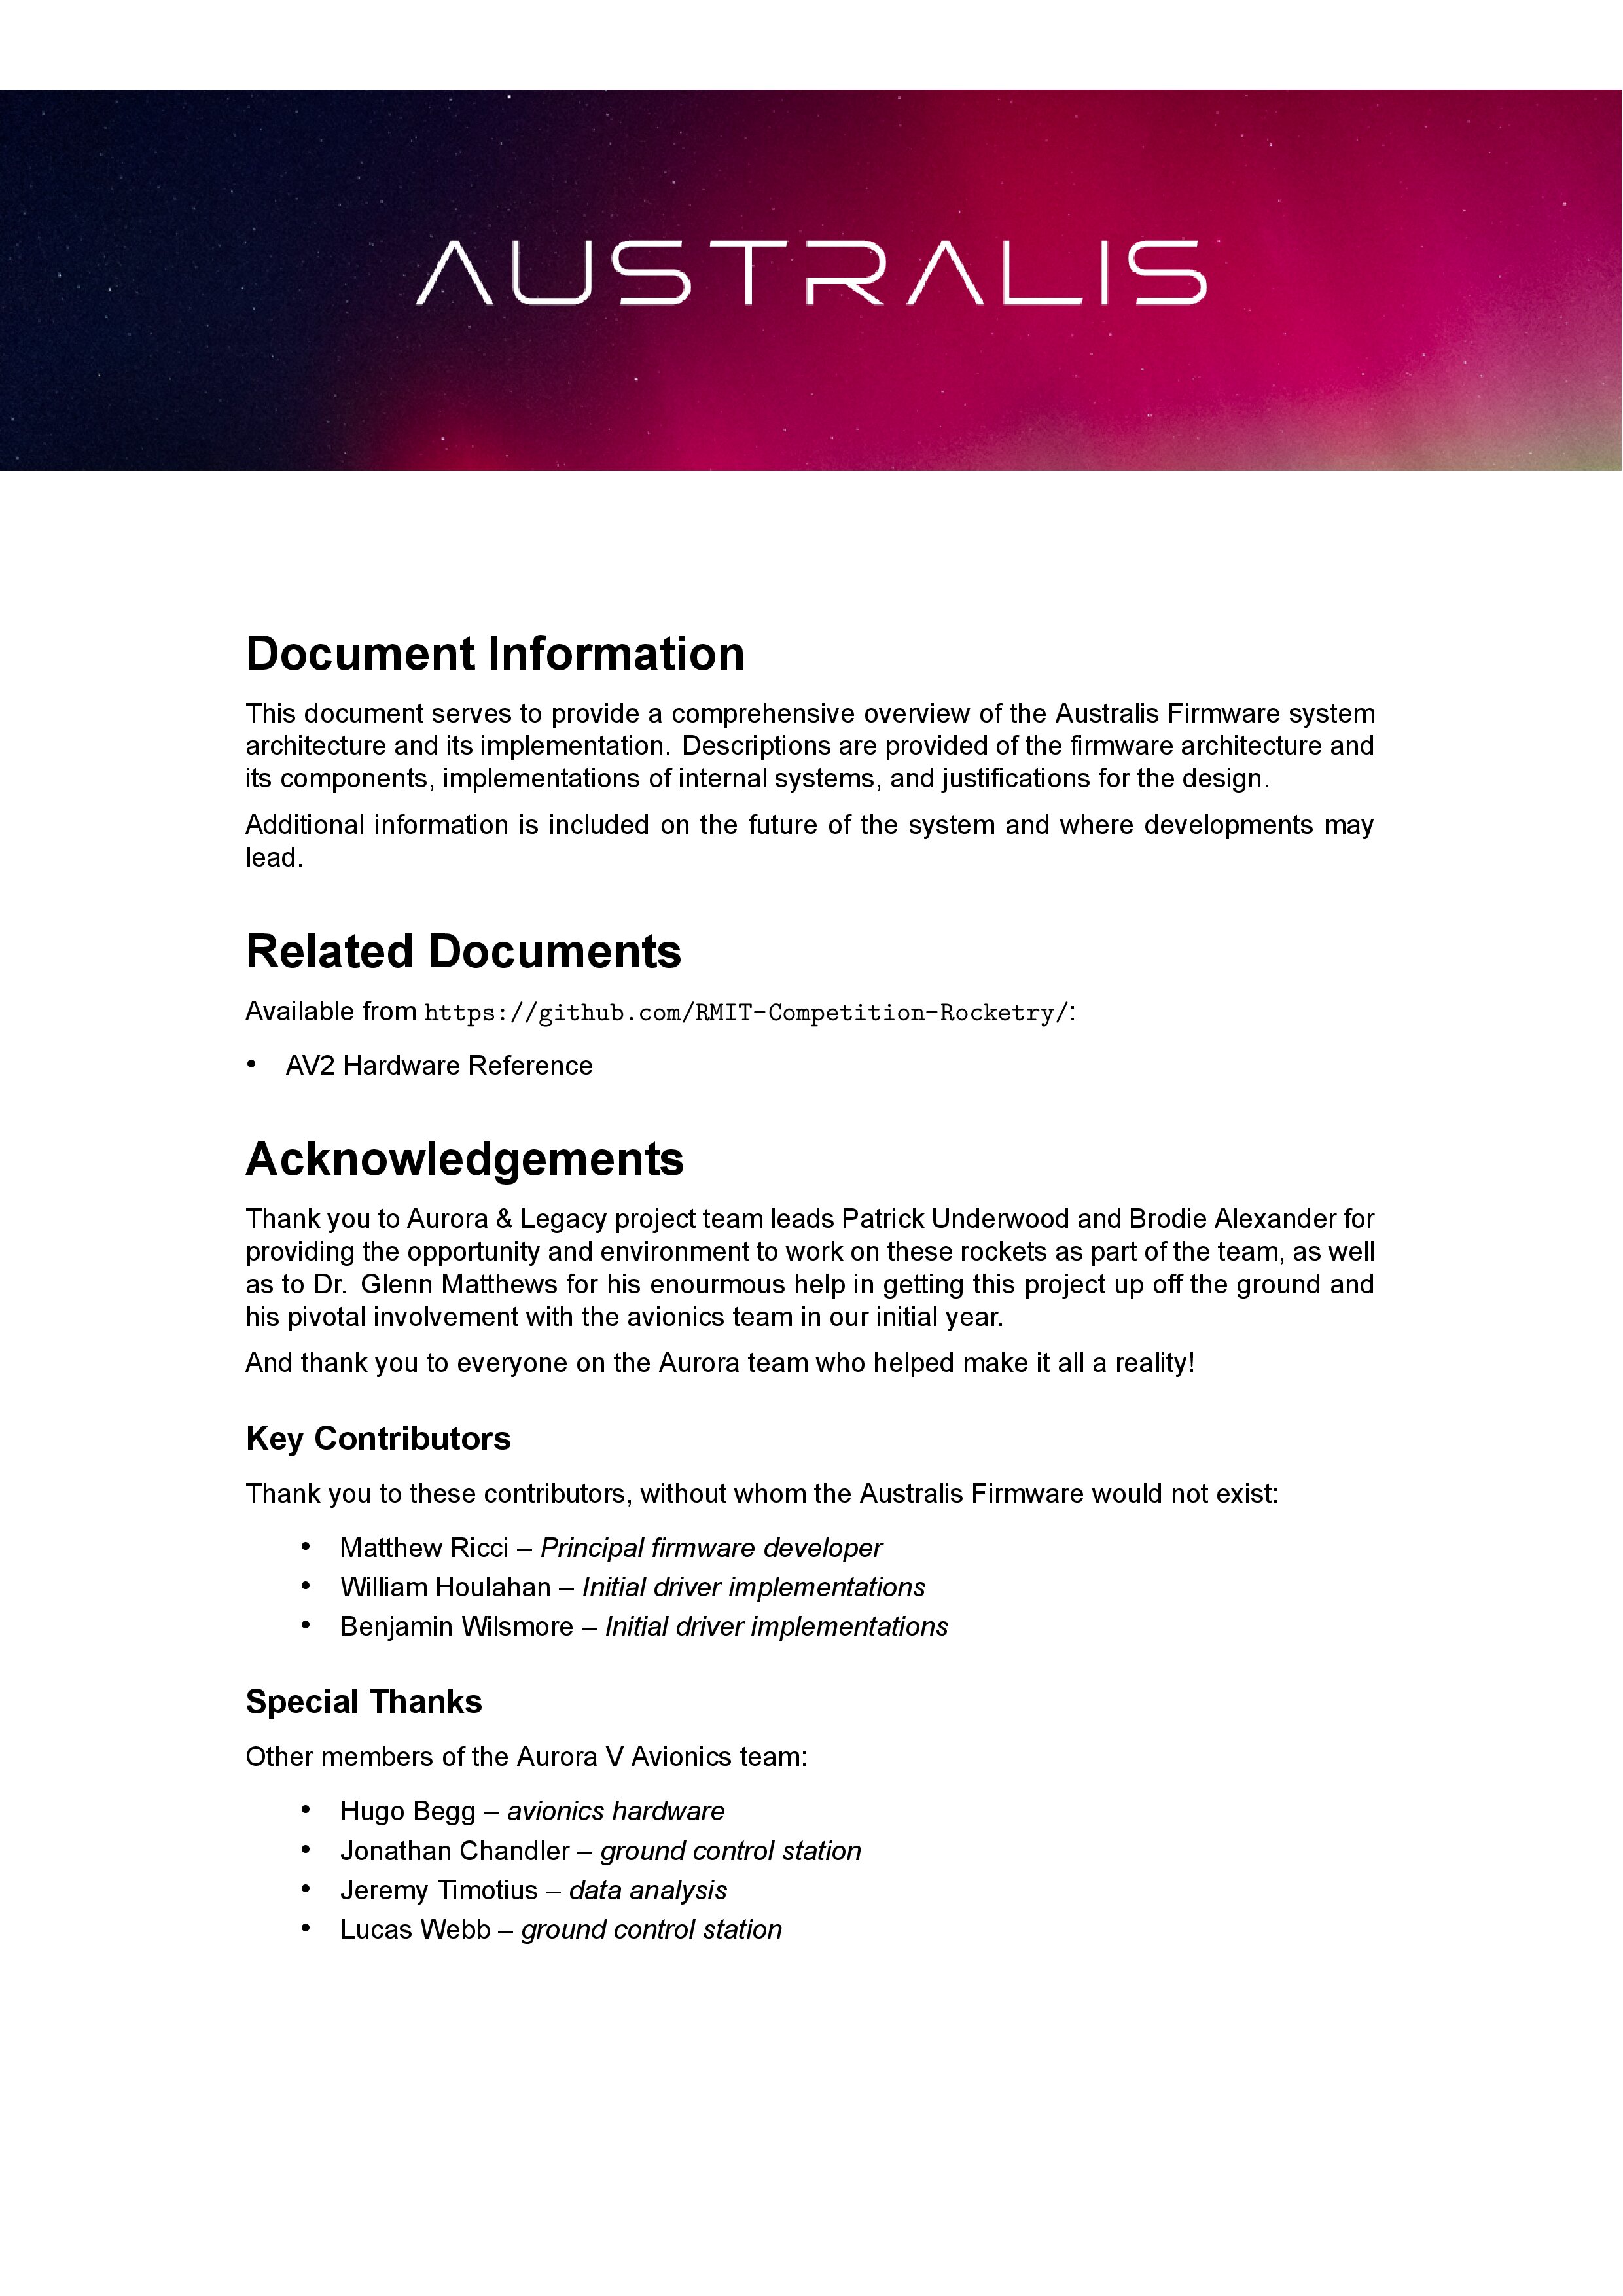 AUSTRALIS
Document Information
This document serves to provide a comprehensive overview of the Australis Firmware system
architecture and its implementation. Descriptions are provided of the firmware architecture and
its components, implementations of internal systems, and justifications for the design.
Additional information is included on the future of the system and where developments may
lead.
Related Documents
Available from https://github.com/RMIT-Competition-Rocketry/:
• AV2 Hardware Reference
Acknowledgements
Thank you to Aurora & Legacy project team leads Patrick Underwood and Brodie Alexander for
providing the opportunity and environment to work on these rockets as part of the team, as well
as to Dr. Glenn Matthews for his enourmous help in getting this project up off the ground and
his pivotal involvement with the avionics team in our initial year.
And thank you to everyone on the Aurora team who helped make it all a reality!
Key Contributors
Thank you to these contributors, without whom the Australis Firmware would not exist:
• Matthew Ricci – Principal firmware developer
• William Houlahan – Initial driver implementations
• Benjamin Wilsmore – Initial driver implementations
Special Thanks
Other members of the Aurora V Avionics team:
• Hugo Begg – avionics hardware
• Jonathan Chandler – ground control station
• Jeremy Timotius – data analysis
• Lucas Webb – ground control station